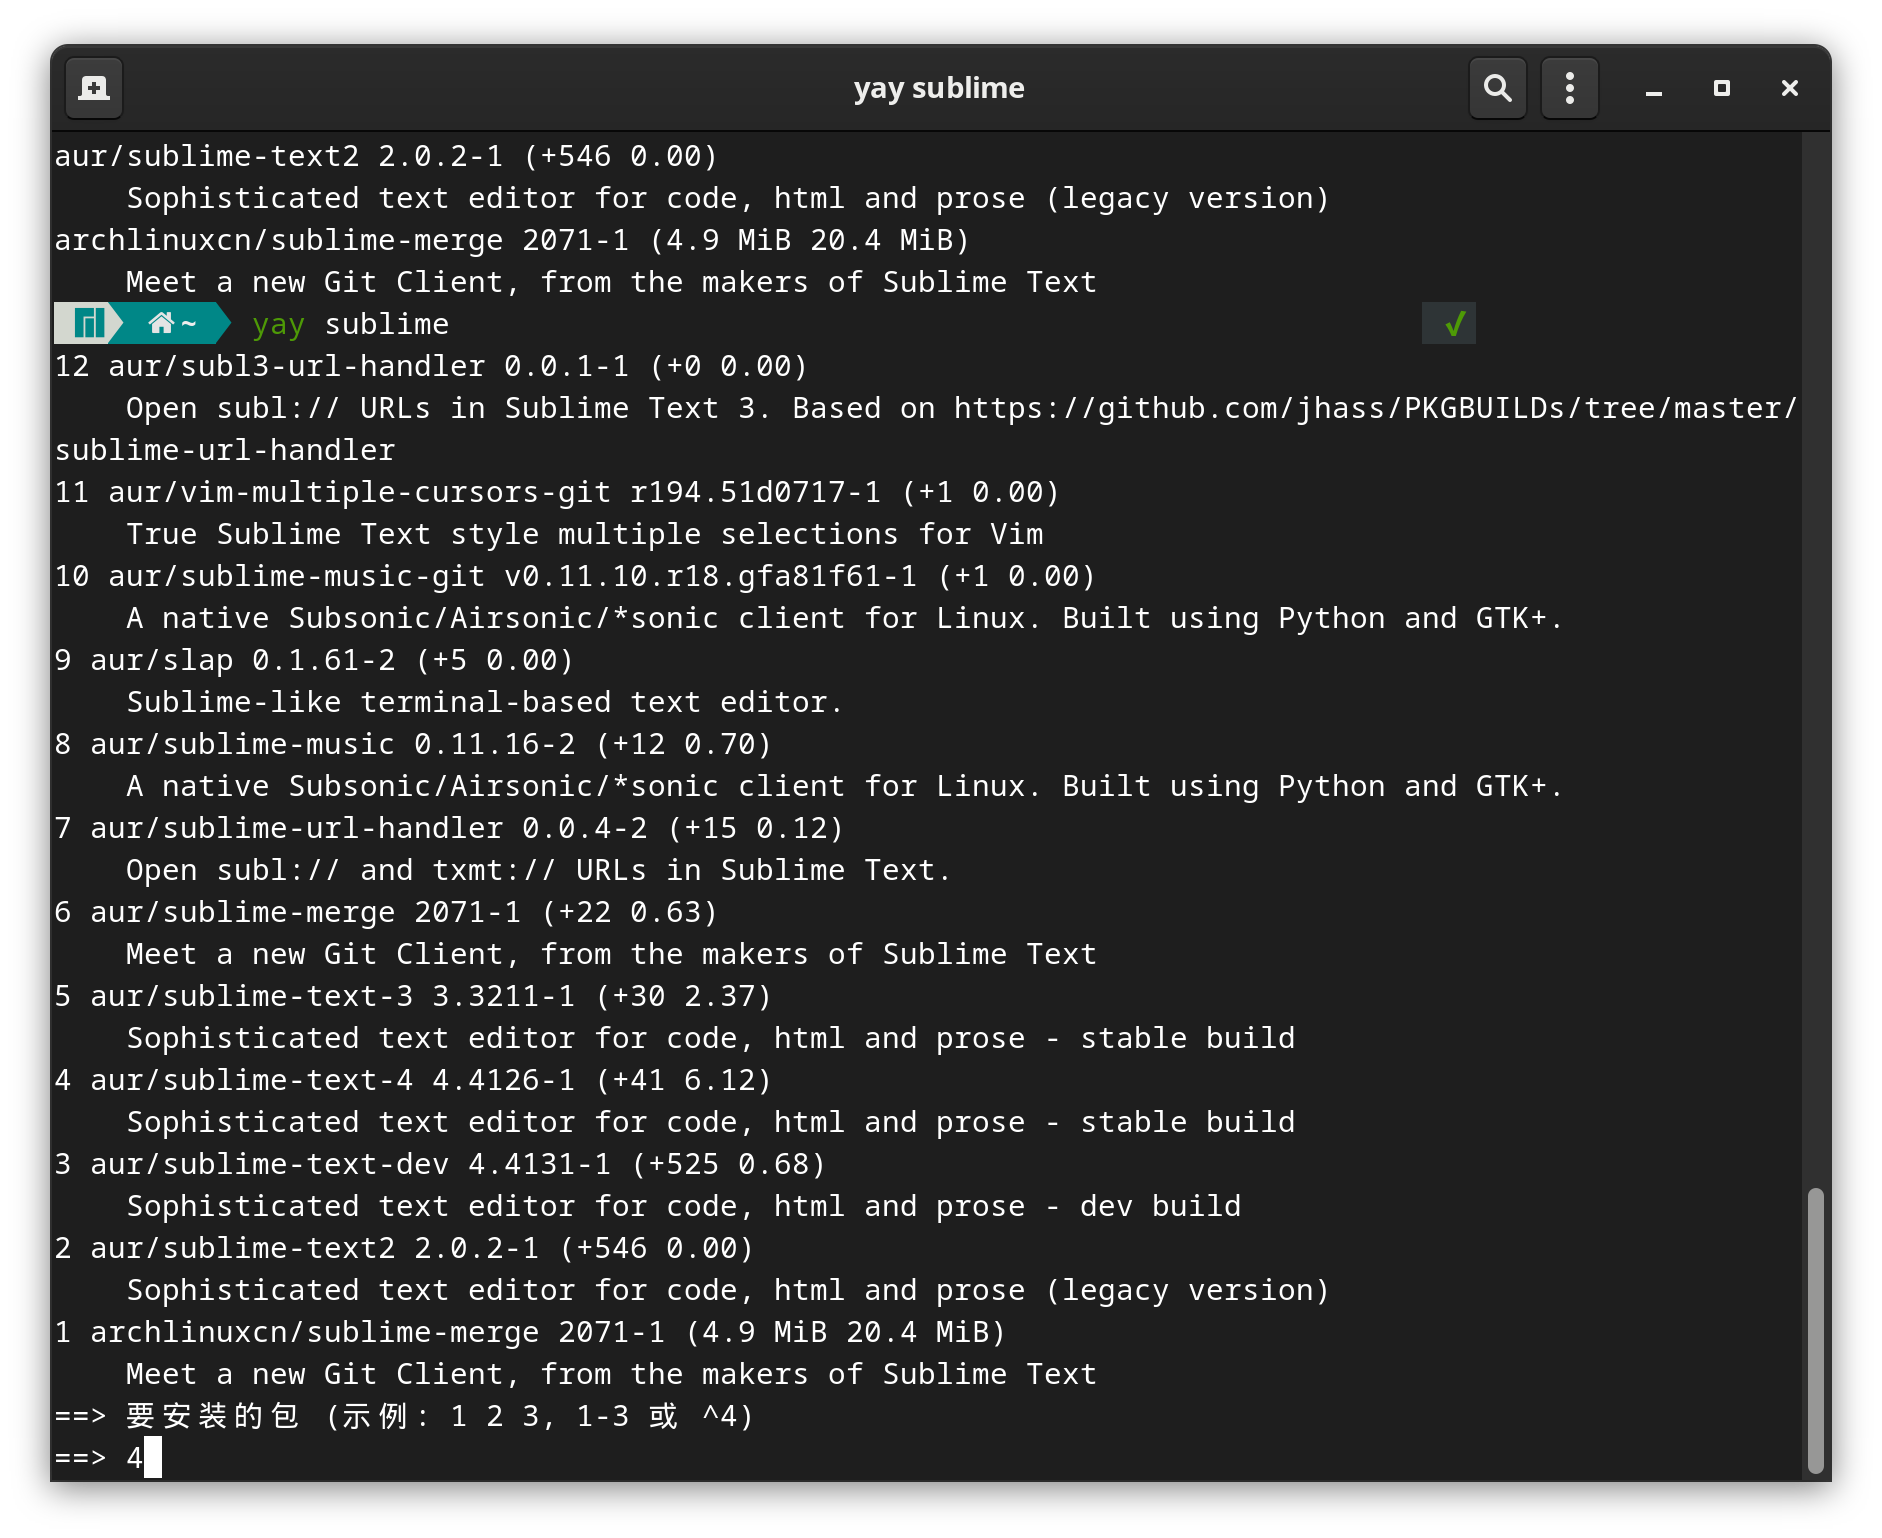 yay sublime
aur/sublime-text2 2.0.2-1 (+546 0.00)
Sophisticated text editor for code, html and prose (legacy version)
archlinuxcn/sublime-merge 2071-1 (4.9 MiB 20.4 MiB)
Meet a new Git Client, from the makers of Sublime Text
~ yay sublime ✓
12 aur/subl3-url-handler 0.0.1-1 (+0 0.00)
Open subl:// URLs in Sublime Text 3. Based on https://github.com/jhass/PKGBUILDs/tree/master/
sublime-url-handler
11 aur/vim-multiple-cursors-git r194.51d0717-1 (+1 0.00)
True Sublime Text style multiple selections for Vim
10 aur/sublime-music-git v0.11.10.r18.gfa81f61-1 (+1 0.00)
A native Subsonic/Airsonic/*sonic client for Linux. Built using Python and GTK+.
9 aur/slap 0.1.61-2 (+5 0.00)
Sublime-like terminal-based text editor.
8 aur/sublime-music 0.11.16-2 (+12 0.70)
A native Subsonic/Airsonic/*sonic client for Linux. Built using Python and GTK+.
7 aur/sublime-url-handler 0.0.4-2 (+15 0.12)
Open subl:// and txmt:// URLs in Sublime Text.
6 aur/sublime-merge 2071-1 (+22 0.63)
Meet a new Git Client, from the makers of Sublime Text
5 aur/sublime-text-3 3.3211-1 (+30 2.37)
Sophisticated text editor for code, html and prose - stable build
4 aur/sublime-text-4 4.4126-1 (+41 6.12)
Sophisticated text editor for code, html and prose - stable build
3 aur/sublime-text-dev 4.4131-1 (+525 0.68)
Sophisticated text editor for code, html and prose - dev build
2 aur/sublime-text2 2.0.2-1 (+546 0.00)
Sophisticated text editor for code, html and prose (legacy version)
1 archlinuxcn/sublime-merge 2071-1 (4.9 MiB 20.4 MiB)
Meet a new Git Client, from the makers of Sublime Text
==> 要安装的包 (示例: 1 2 3, 1-3 或 ^4)
==> 4